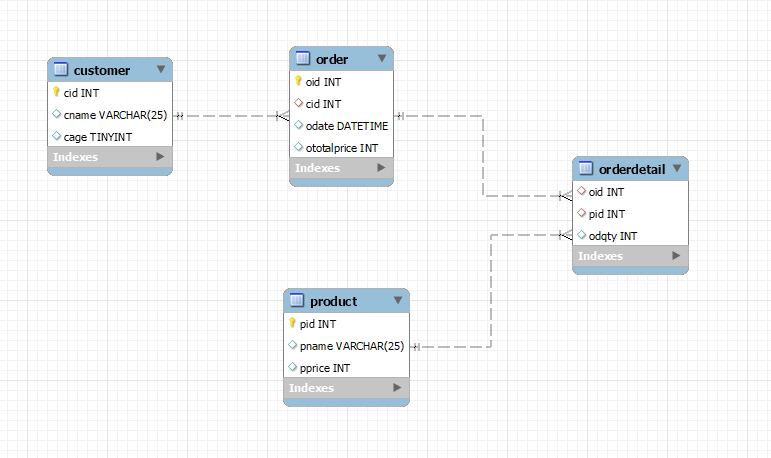 customer
cid INT
cname VARCHAR(25)
cage TINYINT
Indexes
order
oid INT
cid INT
odate DATETIME
ototalprice INT
Indexes
orderdetail
oid INT
pid INT
odqty INT
Indexes
product
pid INT
pname VARCHAR(25)
pprice INT
Indexes